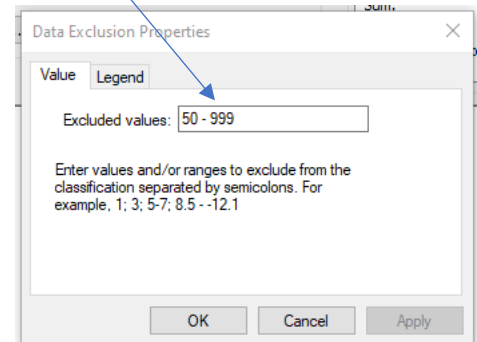 Sum:
Data Exclusion Properties
Value Legend
Excluded values: 50 - 999
Enter values and/or ranges to exclude from the
classification separated by semicolons. For
example, 1; 3; 5-7; 8.5 - -12.1
OK Cancel Apply